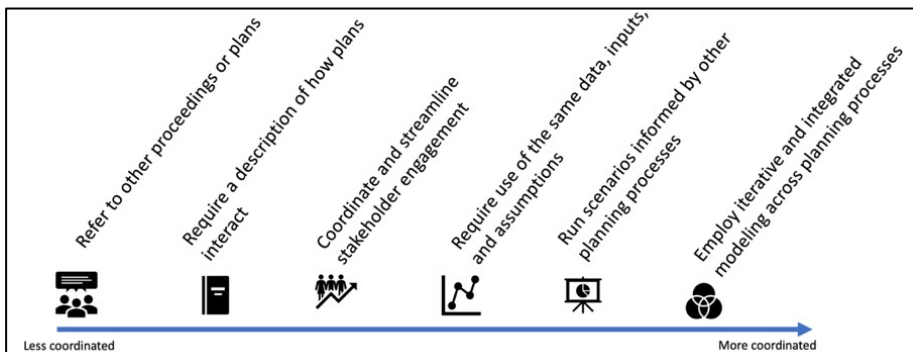 Refer to other proceedings or plans
Require a description of how plans
interact
Coordinate and streamline
stakeholder engagement
Require use of the same data, inputs,
and assumptions
Run scenarios informed by other
planning processes
Employ iterative and integrated
modeling across planning processes
Less coordinated
More coordinated